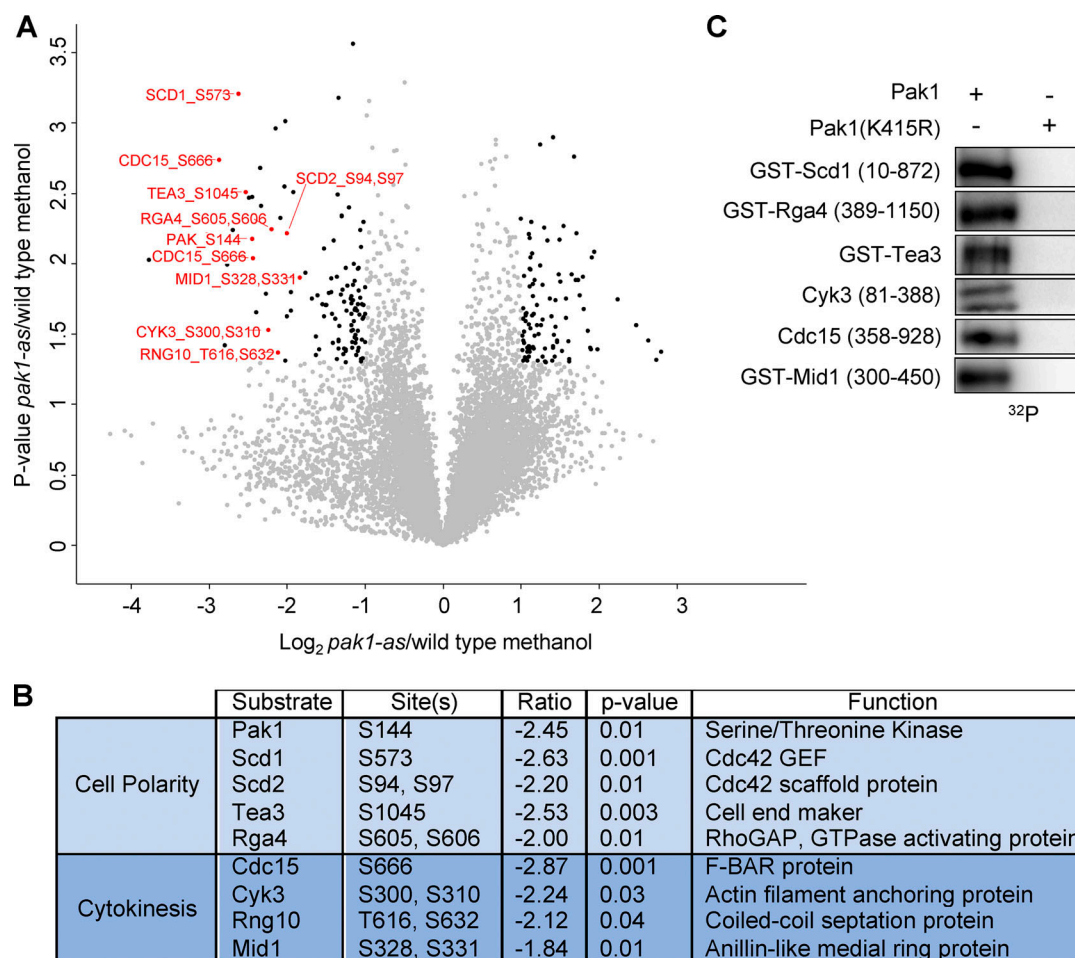 A
P-value pak1-as/wild type methanol
3.5
3
2.5
2
1.5
1
0.5
0
SCD1_S573
CDC15_S666
SCD2_S94,S97
TEA3_S1045
RGA4_S605,S606
PAK_S144
CDC15_S666
MID1_S328,S331
CYK3_S300,S310
RNG10_T616,S632
-4 -3 -2 -1 0 1 2 3
Log2 pak1-as/wild type methanol
C
Pak1 + -
Pak1(K415R) - +
GST-Scd1 (10-872)
GST-Rga4 (389-1150)
GST-Tea3
Cyk3 (81-388)
Cdc15 (358-928)
GST-Mid1 (300-450)
32P
B
Substrate Site(s) Ratio p-value Function
Cell Polarity
Pak1 S144 -2.45 0.01 Serine/Threonine Kinase
Scd1 S573 -2.63 0.001 Cdc42 GEF
Scd2 S94, S97 -2.20 0.01 Cdc42 scaffold protein
Tea3 S1045 -2.53 0.003 Cell end maker
Rga4 S605, S606 -2.00 0.01 RhoGAP, GTPase activating protein
Cytokinesis
Cdc15 S666 -2.87 0.001 F-BAR protein
Cyk3 S300, S310 -2.24 0.03 Actin filament anchoring protein
Rng10 T616, S632 -2.12 0.04 Coiled-coil septation protein
Mid1 S328, S331 -1.84 0.01 Anillin-like medial ring protein